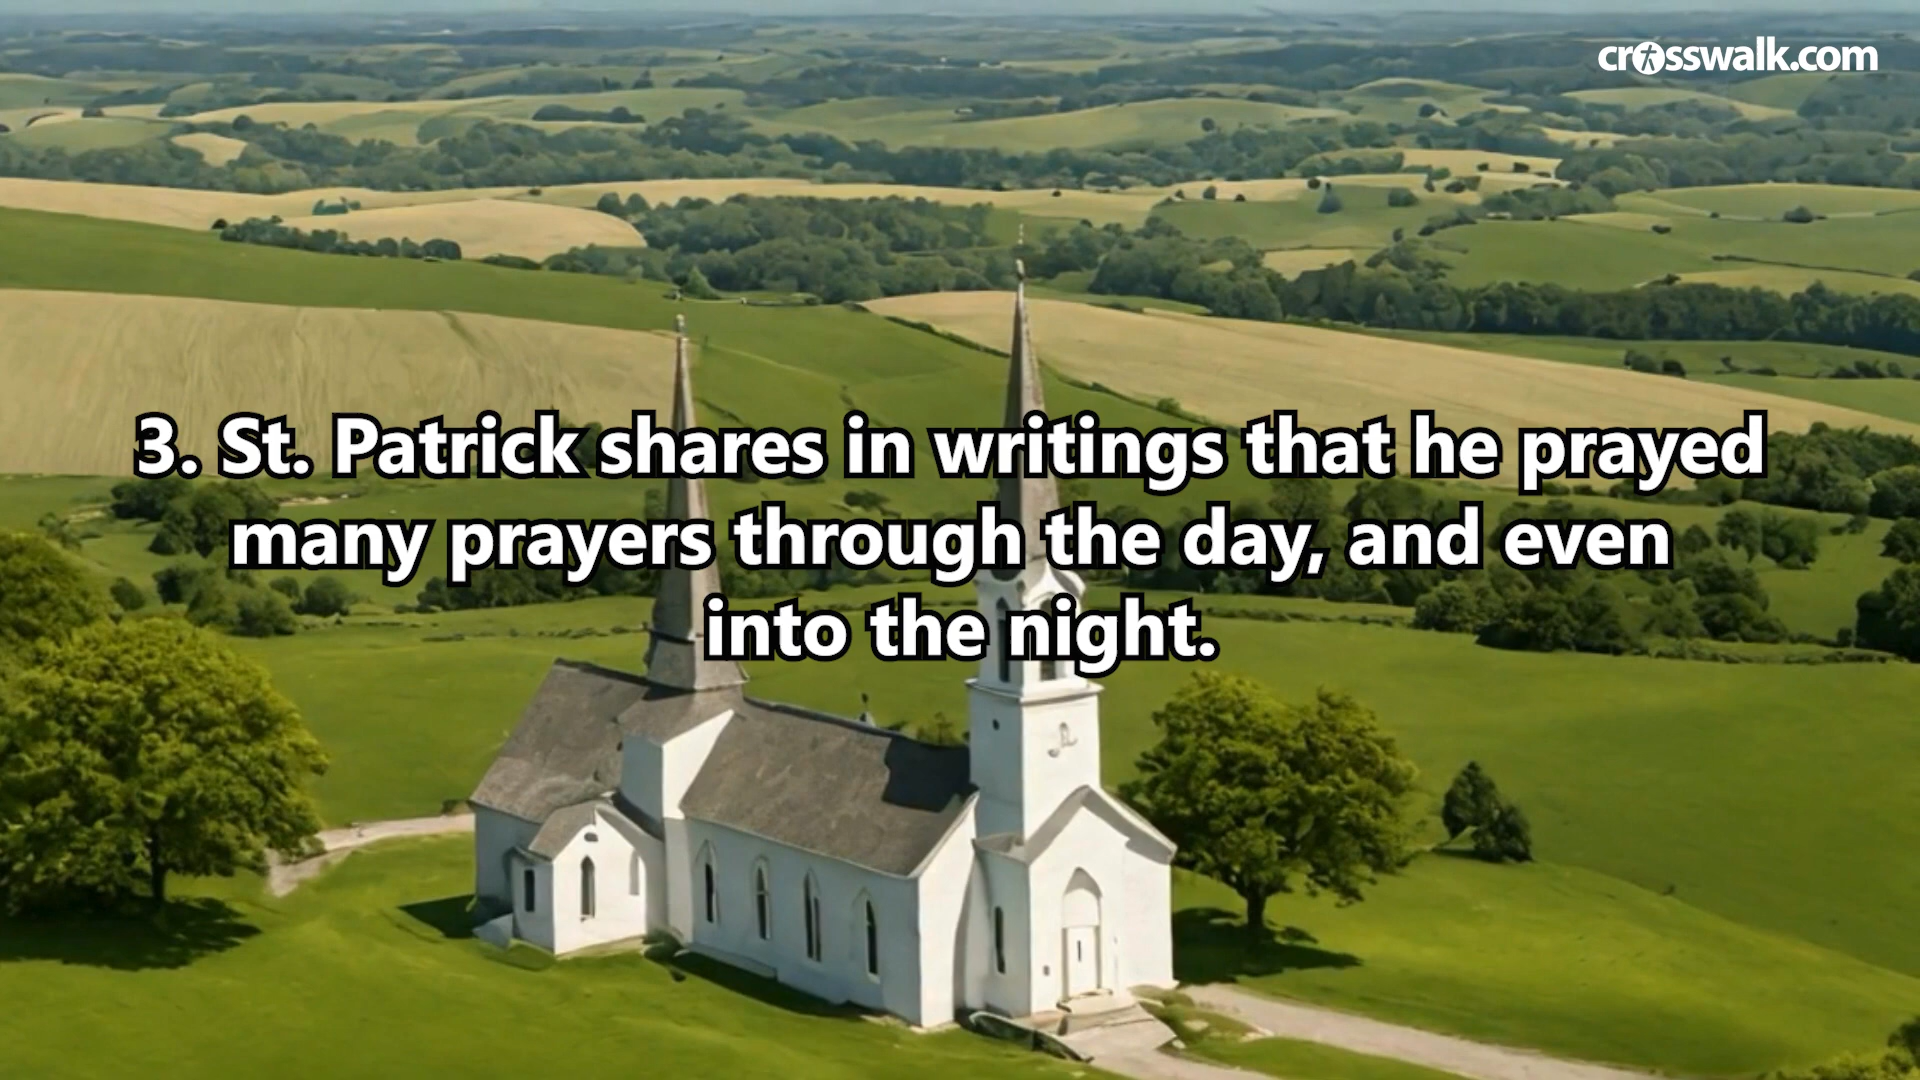 crosswalk.com
3. St. Patrick shares in writings that he prayed
many prayers through the day, and even
into the night.